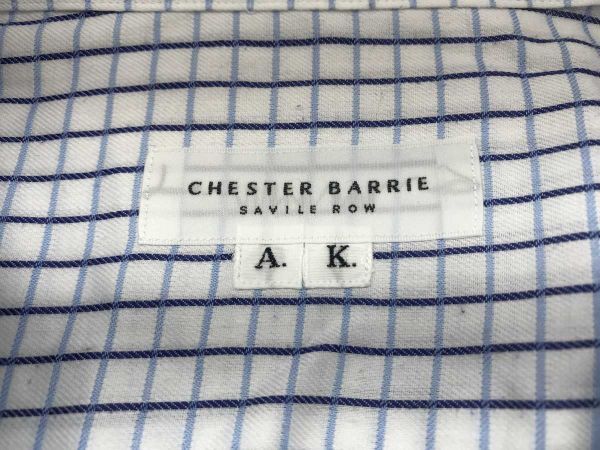 CHESTER BARRIE
SAVILE ROW
A. K.